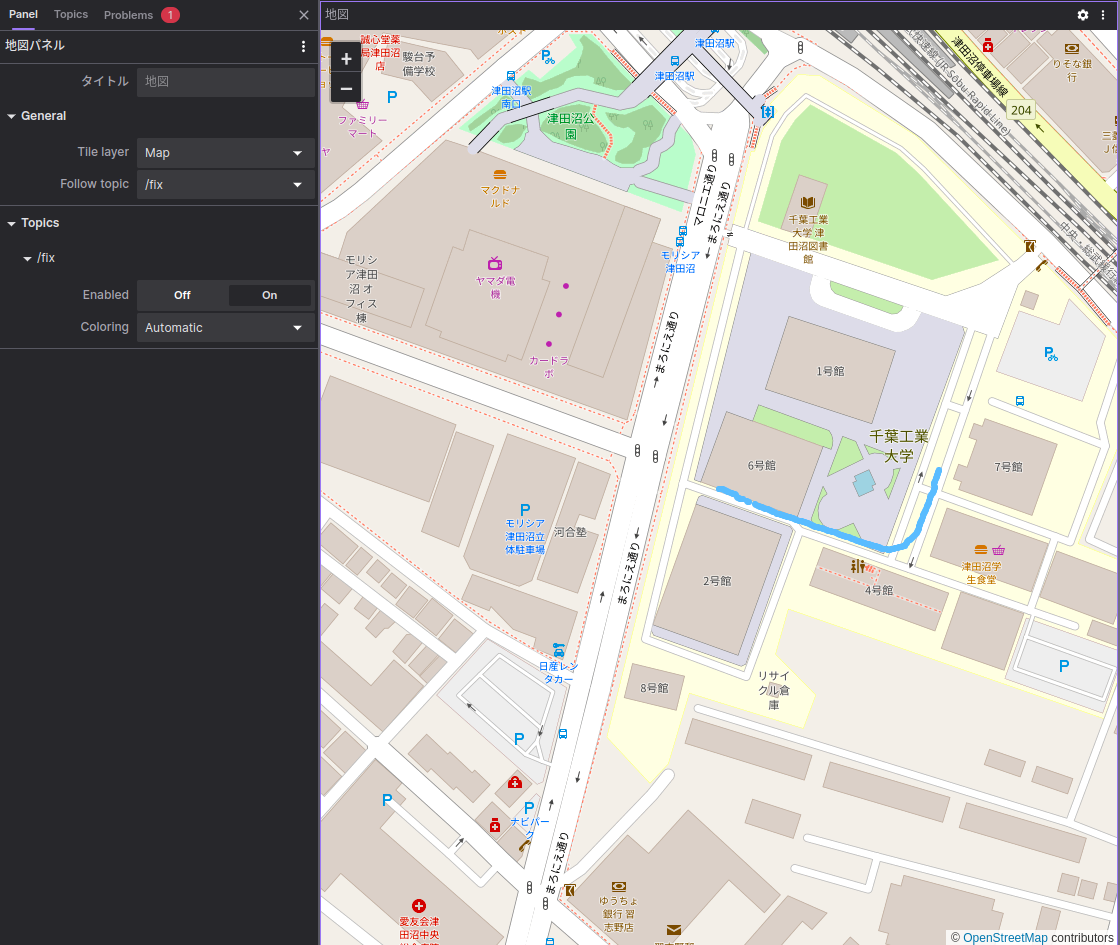 Panel
Topics
Problems
1
地図パネル
タイトル
地図
General
Tile layer
Map
Follow topic
/fix
Topics
/fix
Enabled
Off
On
Coloring
Automatic
地図
+
−
誠心堂薬
局津田沼
店
駿台予
備学校
津田沼駅
津田沼駅
津田沼駅
南口
P
ファミリー
マート
津田沼公
園
マクドナ
ルド
津田沼停車場線
204
りそな銀
行
マロニエ通り
まろにえ通り
千葉工業
大学 津
田沼図書
館
モリシア
津田沼
モリシ
ア津田
沼 オ
フィス
棟
ヤマダ電
機
カードラ
ボ
まろにえ通り
1号館
千葉工業
大学
6号館
7号館
P
モリシア
津田沼立
体駐車場
河合塾
まろにえ通り
2号館
4号館
津田沼学
生食堂
日産レン
タカー
8号館
リサイ
クル倉
庫
P
P
P
P
ナビパー
ク
まろにえ通り
ゆうちょ
銀行 習
志野店
愛友会津
田沼中央
© OpenStreetMap contributors